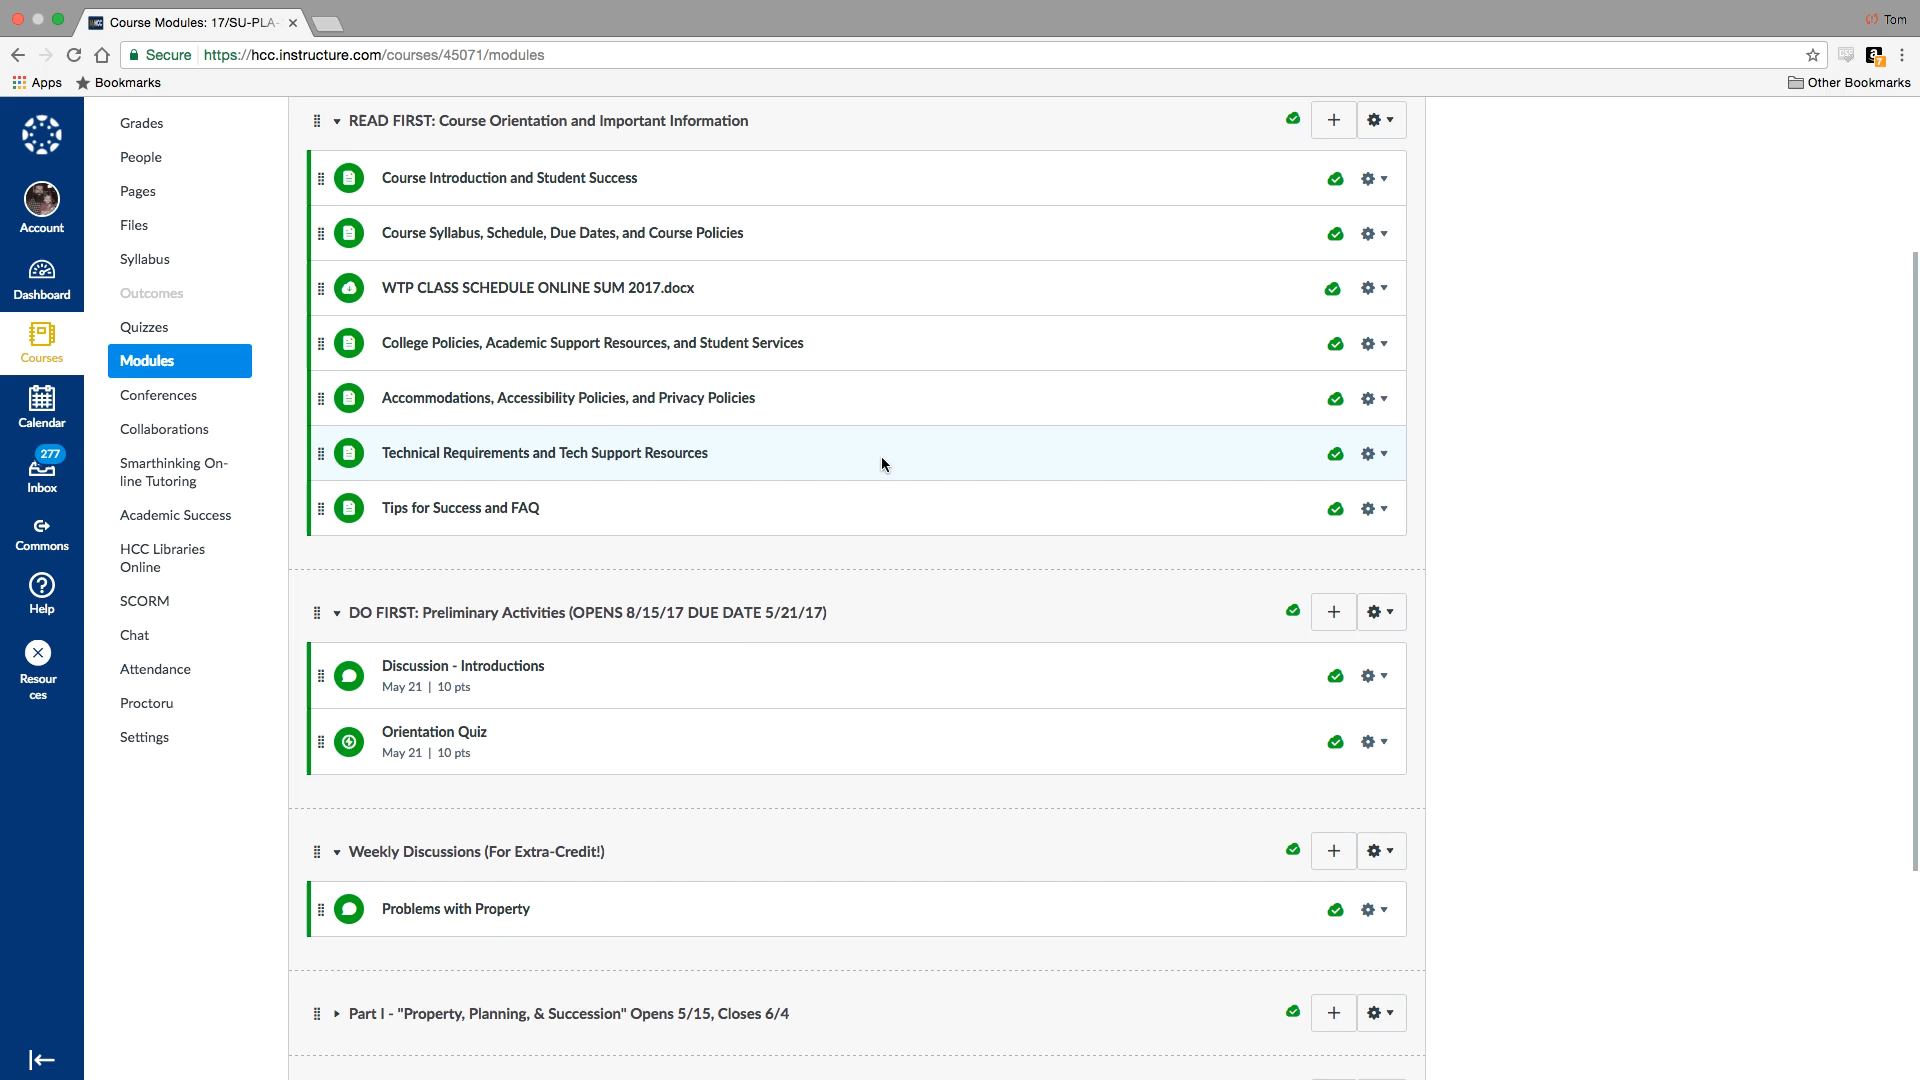 Course Modules: 17/SU-PLA-
Tom
Secure
https://hcc.instructure.com/courses/45071/modules
7
Apps
Bookmarks
Other Bookmarks
Account
Dashboard
Courses
Calendar
277
Inbox
Commons
Help
Resour
ces
Grades
People
Pages
Files
Syllabus
Outcomes
Quizzes
Modules
Conferences
Collaborations
Smarthinking On-
line Tutoring
Academic Success
HCC Libraries
Online
SCORM
Chat
Attendance
Proctoru
Settings
READ FIRST: Course Orientation and Important Information
Course Introduction and Student Success
Course Syllabus, Schedule, Due Dates, and Course Policies
WTP CLASS SCHEDULE ONLINE SUM 2017.docx
College Policies, Academic Support Resources, and Student Services
Accommodations, Accessibility Policies, and Privacy Policies
Technical Requirements and Tech Support Resources
Tips for Success and FAQ
DO FIRST: Preliminary Activities (OPENS 8/15/17 DUE DATE 5/21/17)
Discussion - Introductions
May 21 | 10 pts
Orientation Quiz
May 21 | 10 pts
Weekly Discussions (For Extra-Credit!)
Problems with Property
Part I - "Property, Planning, & Succession" Opens 5/15, Closes 6/4